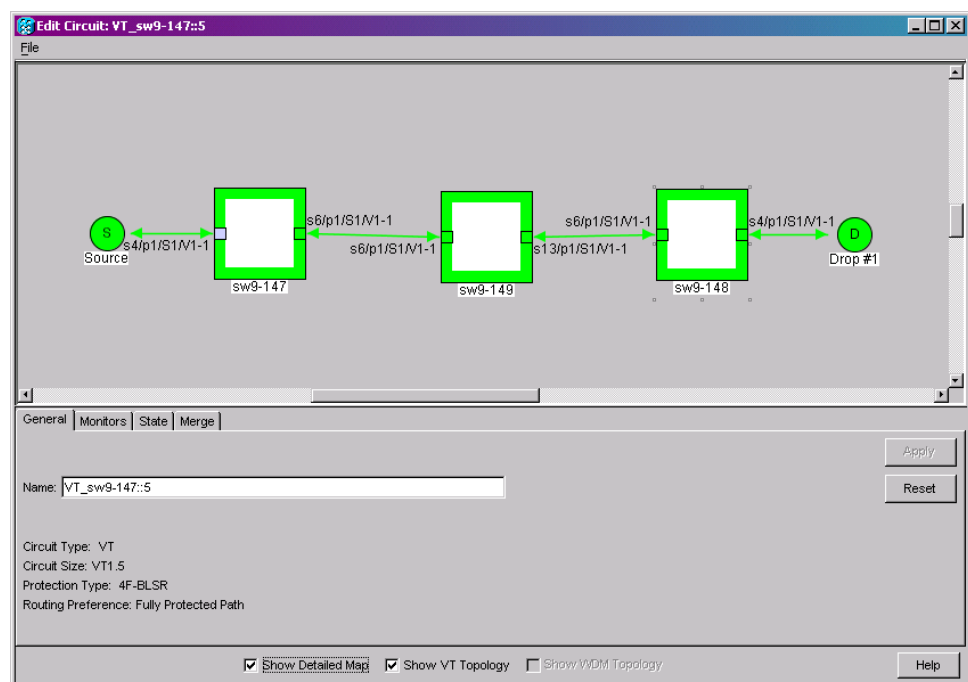 Edit Circuit: VT_sw9-147::5
File
s6/p1/S1/V1-1
s6/p1/S1/V1-1
s4/p1/S1/V1-1
S
D
s4/p1/S1/V1-1
s6/p1/S1/V1-1
s13/p1/S1/V1-1
Source
Drop #1
sw9-147
sw9-149
sw9-148
General
Monitors
State
Merge
Apply
Name: VT_sw9-147::5
Reset
Circuit Type: VT
Circuit Size: VT1.5
Protection Type: 4F-BLSR
Routing Preference: Fully Protected Path
Show Detailed Map
Show VT Topology
Show WDM Topology
Help